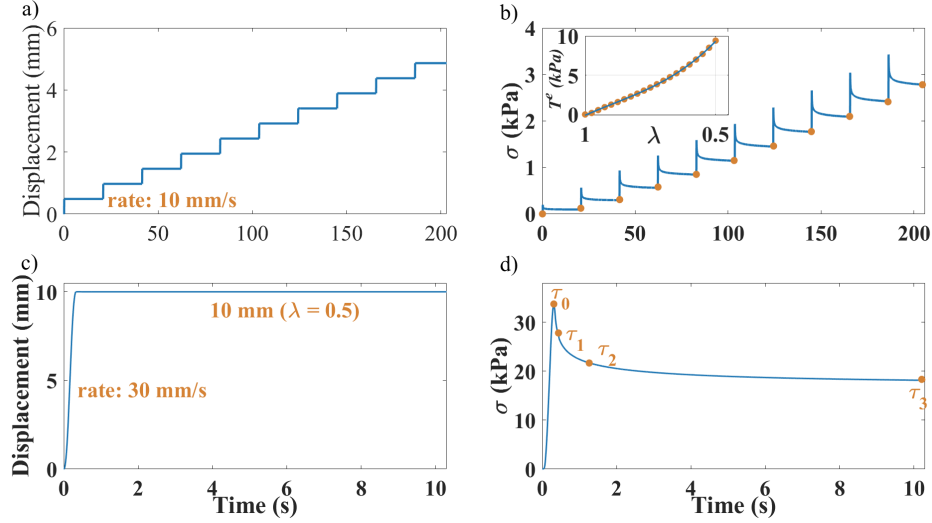 a)
Displacement (mm)
6
4
2
0
rate: 10 mm/s
0 50 100 150 200
b)
σ (kPa)
4
3
2
1
0
T^e (kPa)
10
5
0
1 λ 0.5
0 50 100 150 200
c)
Displacement (mm)
10
5
0
10 mm (λ = 0.5)
rate: 30 mm/s
0 2 4 6 8 10
Time (s)
d)
σ (kPa)
30
20
10
0
τ0
τ1
τ2
τ3
0 2 4 6 8 10
Time (s)